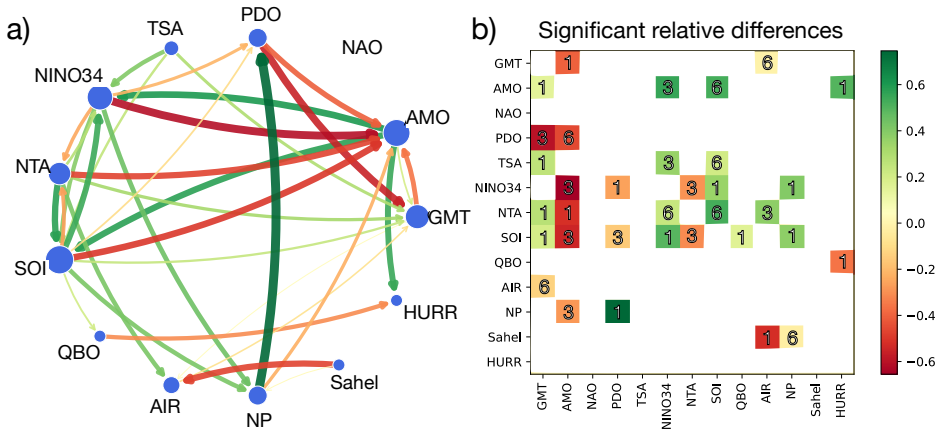 a)
PDO
TSA
NAO
NINO34
AMO
NTA
GMT
SOI
HURR
QBO
Sahel
AIR
NP
b) Significant relative differences
GMT 1 6
AMO 1 3 6 1
NAO
PDO 3 6
TSA 1 3 6
NINO34 3 1 3 1 1
NTA 1 1 6 6 3
SOI 1 3 3 1 3 1 1
QBO 1
AIR 6
NP 3 1
Sahel 1 6
HURR
GMT AMO NAO PDO TSA NINO34 NTA SOI QBO AIR NP Sahel HURR
0.6
0.4
0.2
0.0
−0.2
−0.4
−0.6